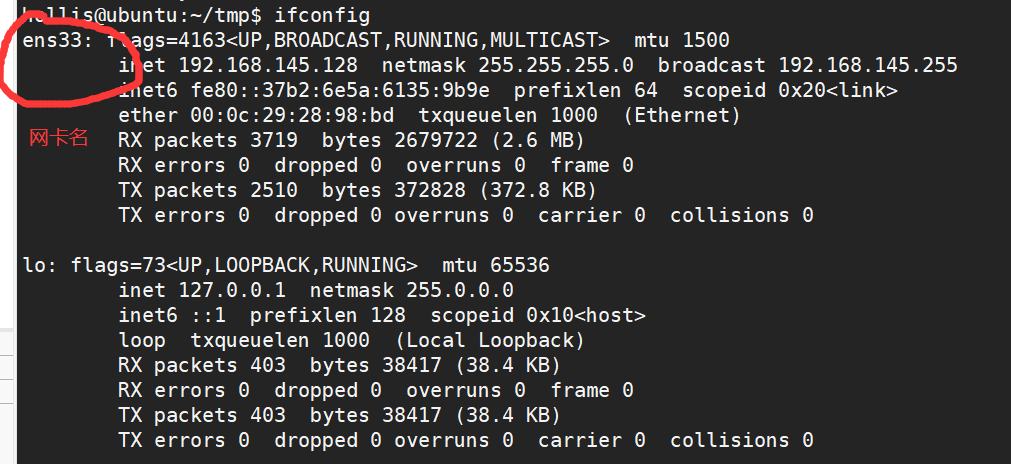 hollis@ubuntu:~/tmp$ ifconfig
ens33: flags=4163<UP,BROADCAST,RUNNING,MULTICAST>  mtu 1500
inet 192.168.145.128  netmask 255.255.255.0  broadcast 192.168.145.255
inet6 fe80::37b2:6e5a:6135:9b9e  prefixlen 64  scopeid 0x20<link>
ether 00:0c:29:28:98:bd  txqueuelen 1000  (Ethernet)
网卡名
RX packets 3719  bytes 2679722 (2.6 MB)
RX errors 0  dropped 0  overruns 0  frame 0
TX packets 2510  bytes 372828 (372.8 KB)
TX errors 0  dropped 0 overruns 0  carrier 0  collisions 0
lo: flags=73<UP,LOOPBACK,RUNNING>  mtu 65536
inet 127.0.0.1  netmask 255.0.0.0
inet6 ::1  prefixlen 128  scopeid 0x10<host>
loop  txqueuelen 1000  (Local Loopback)
RX packets 403  bytes 38417 (38.4 KB)
RX errors 0  dropped 0  overruns 0  frame 0
TX packets 403  bytes 38417 (38.4 KB)
TX errors 0  dropped 0 overruns 0  carrier 0  collisions 0